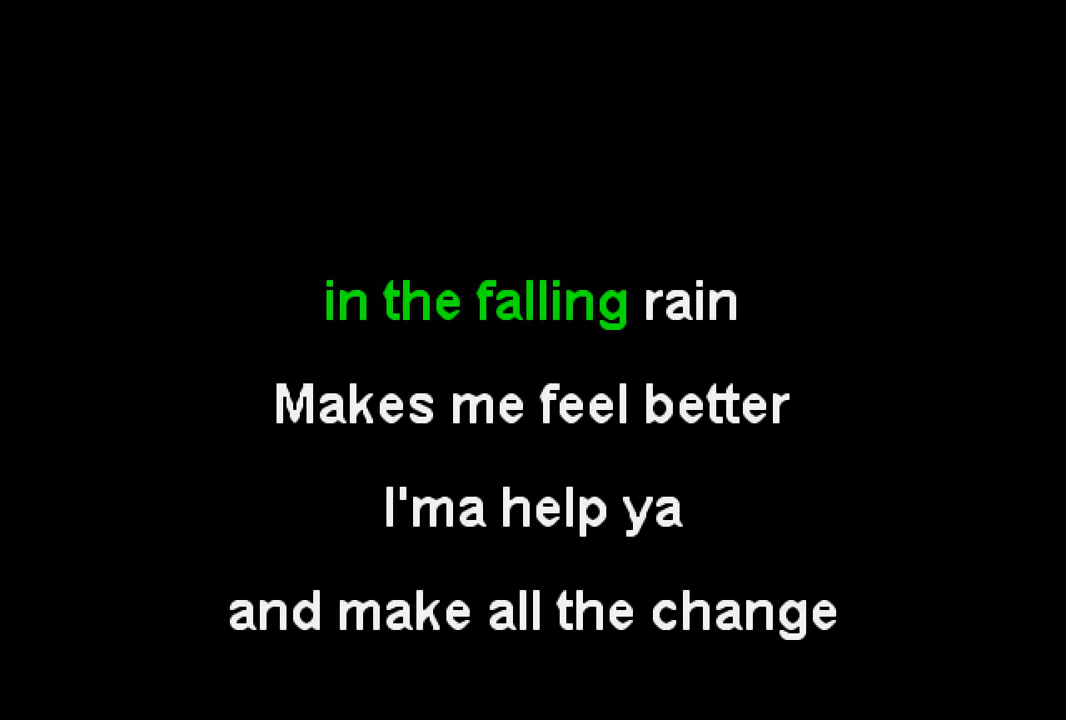 in the falling rain
Makes me feel better
I'ma help ya
and make all the change